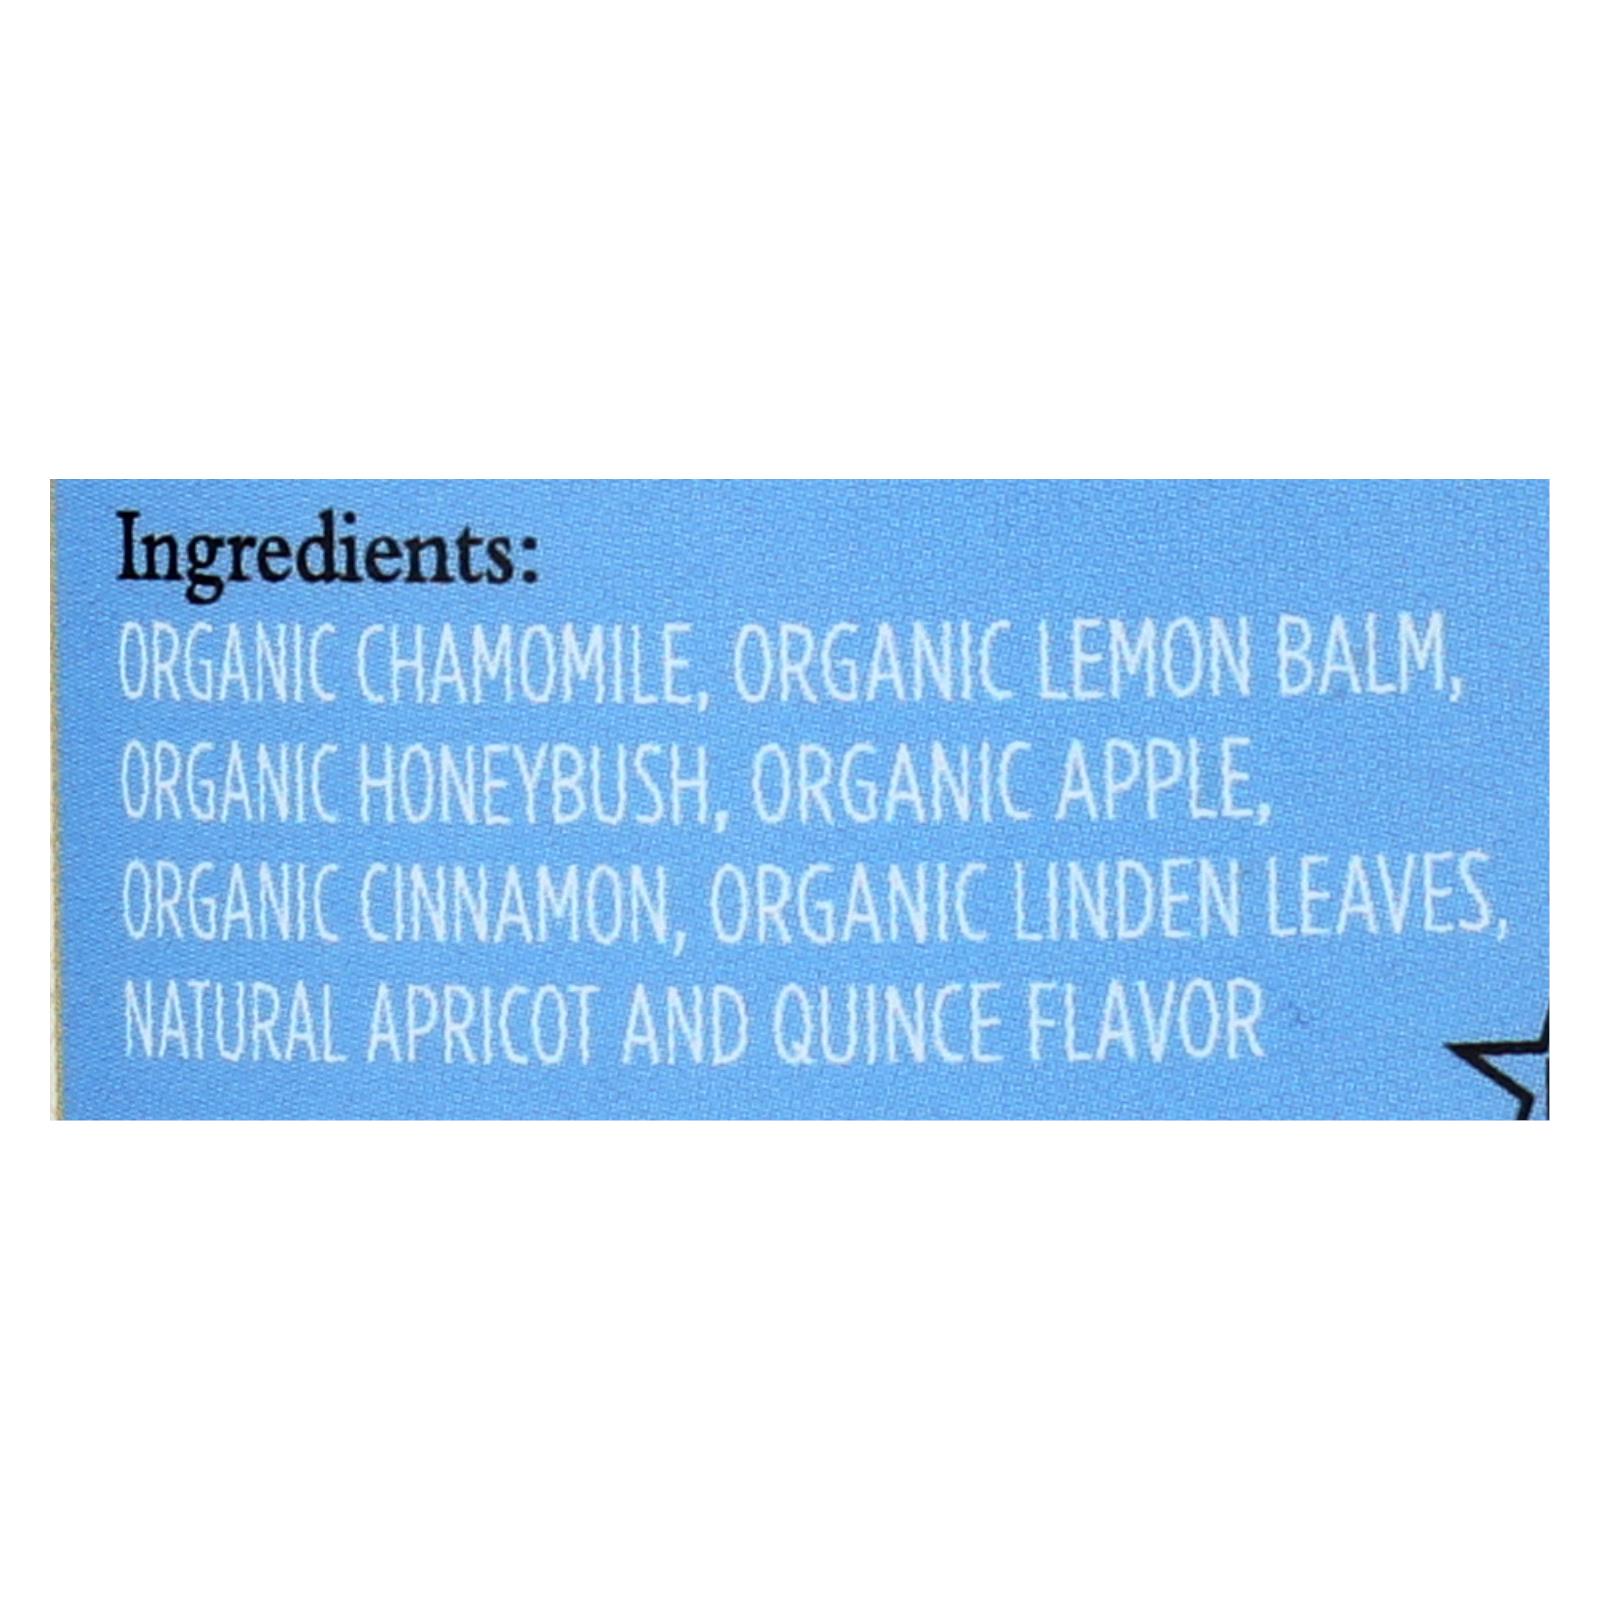 Ingredients:
ORGANIC CHAMOMILE, ORGANIC LEMON BALM,
ORGANIC HONEYBUSH, ORGANIC APPLE,
ORGANIC CINNAMON, ORGANIC LINDEN LEAVES,
NATURAL APRICOT AND QUINCE FLAVOR